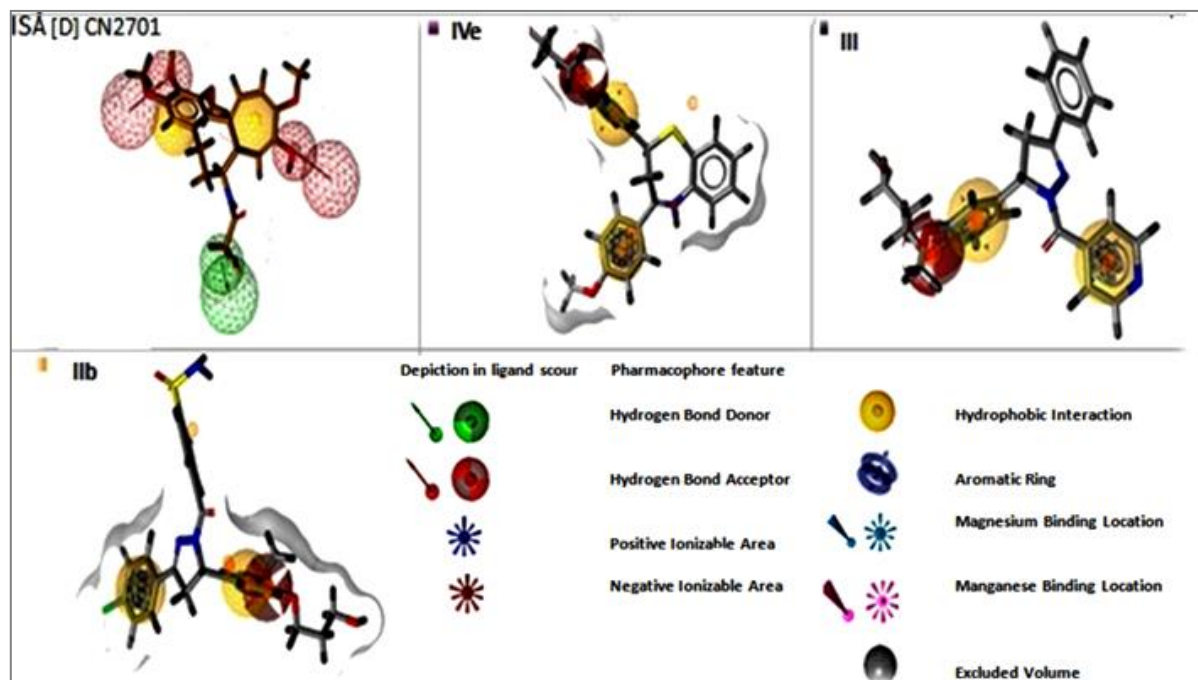 ISÅ [D] CN2701
IVe
III
IIb
Depiction in ligand scour
Pharmacophore feature
Hydrogen Bond Donor
Hydrophobic Interaction
Hydrogen Bond Acceptor
Aromatic Ring
Magnesium Binding Location
Positive Ionizable Area
Negative Ionizable Area
Manganese Binding Location
Excluded Volume